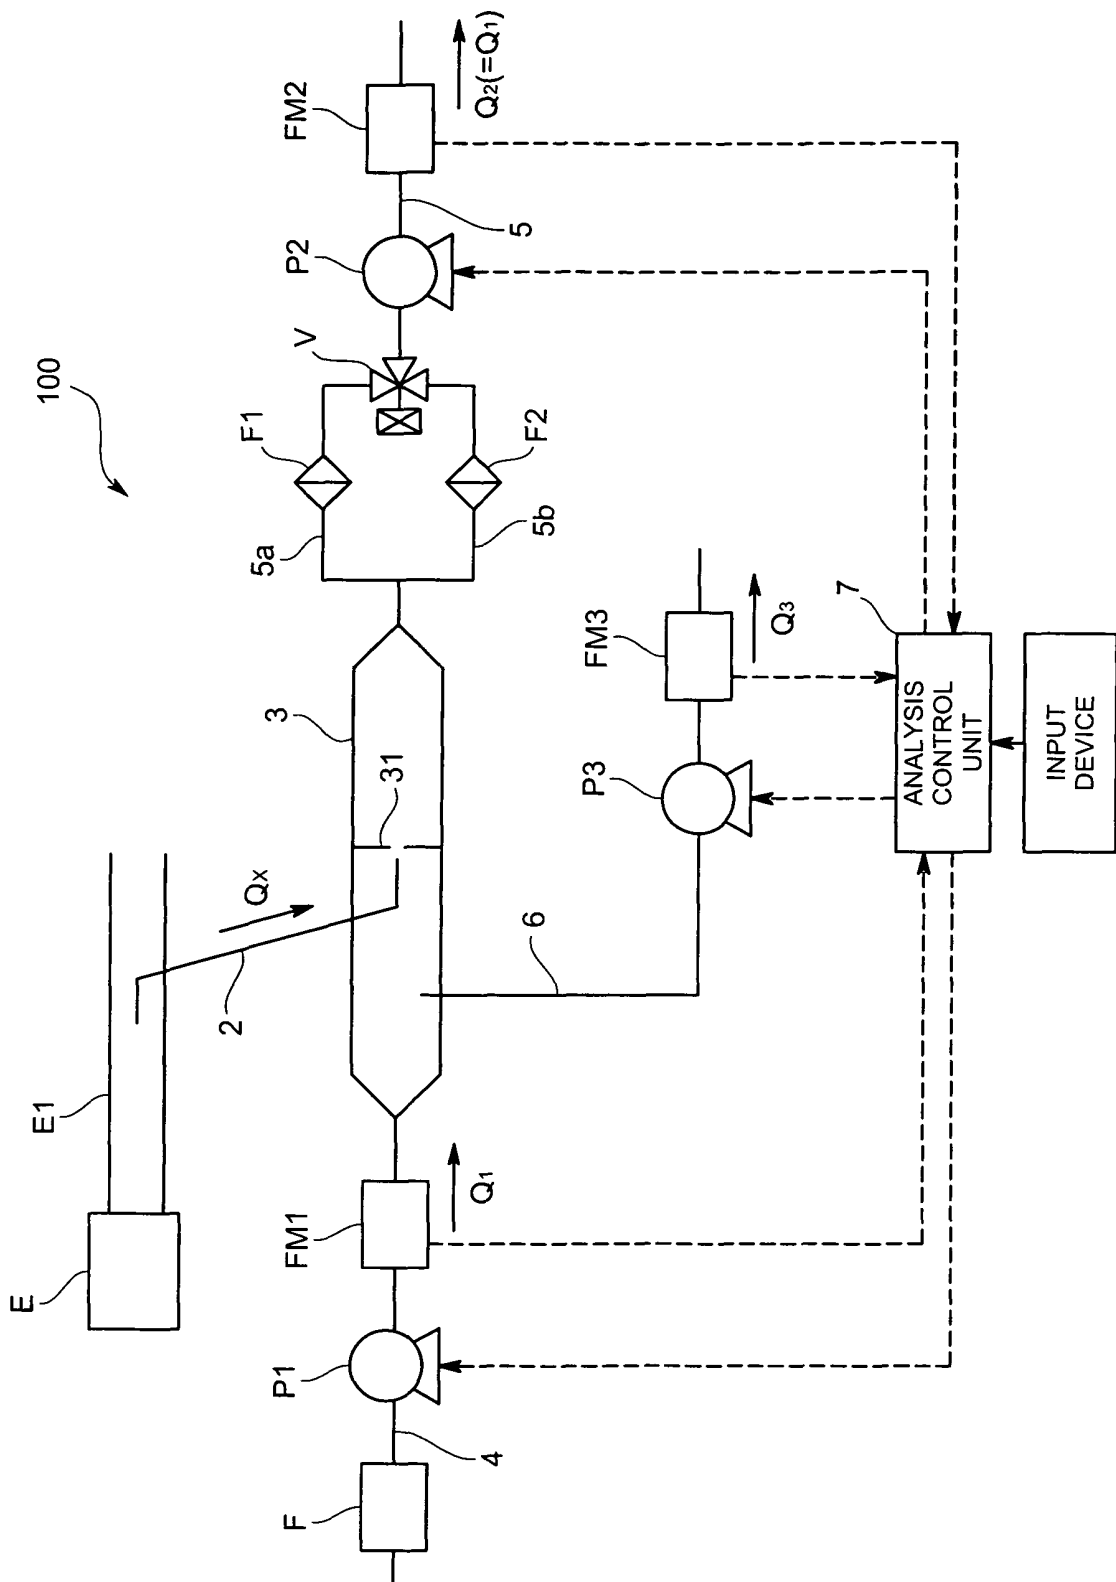 100
E
E1
Qx
2
F
4
P1
FM1
Q1
3
31
5a
5b
F1
F2
V
P2
5
FM2
Q2(=Q1)
6
P3
FM3
Q3
7
ANALYSIS
CONTROL
UNIT
INPUT
DEVICE